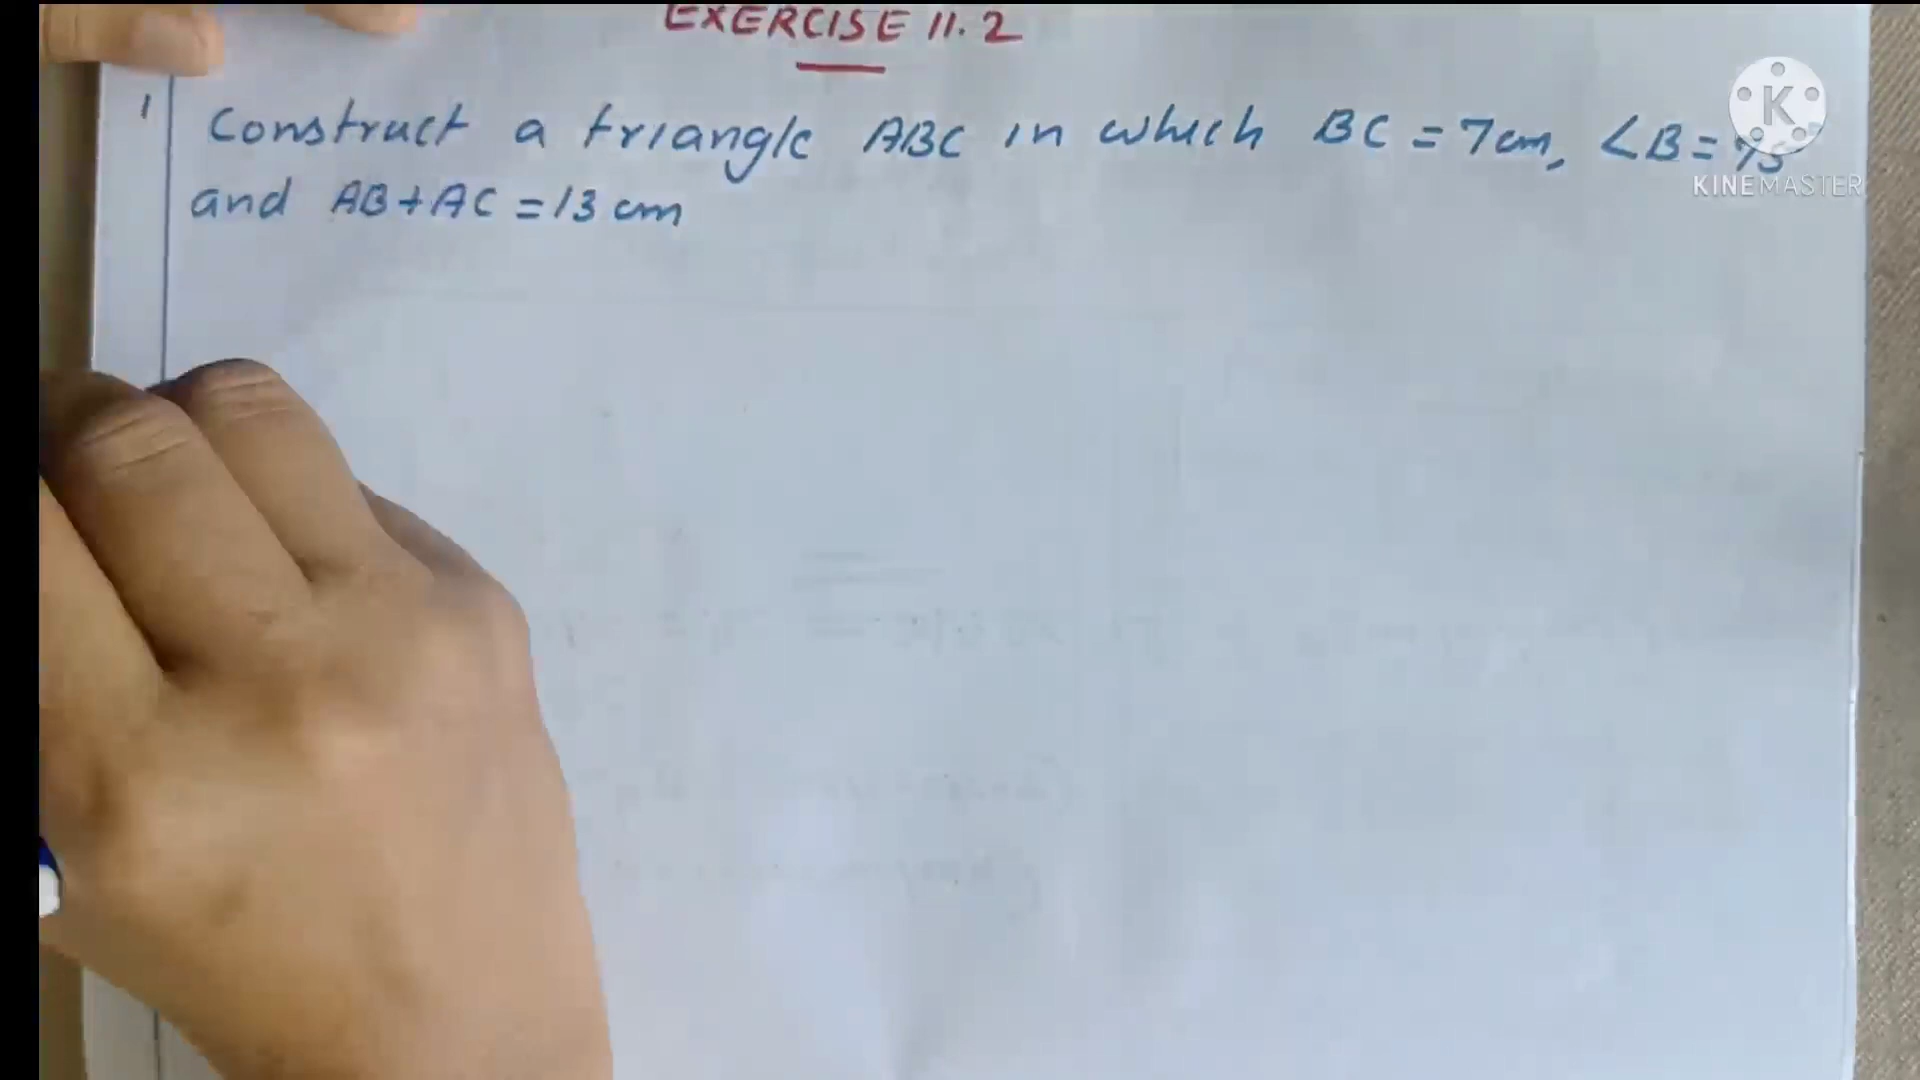 EXERCISE 11.2
1 Construct a triangle ABC in which BC = 7cm, ∠B = 75°
and AB+AC = 13 cm
K
KINEMASTER